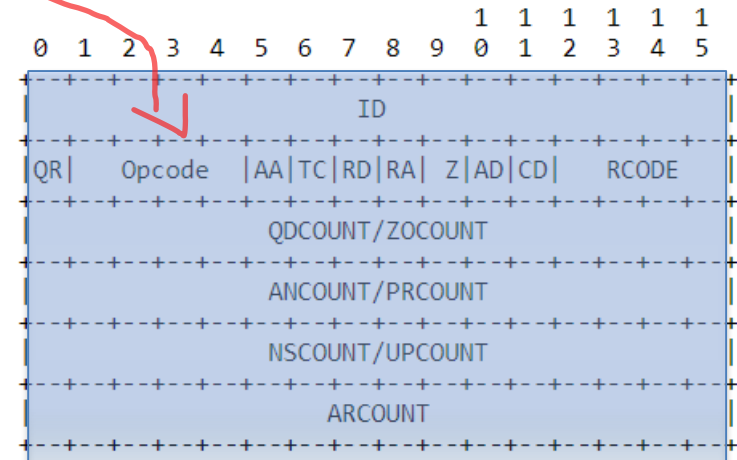 1 1 1 1 1 1
0 1 2 3 4 5 6 7 8 9 0 1 2 3 4 5
+--+--+--+--+--+--+--+--+--+--+--+--+--+--+--+--+
| ID |
+--+--+--+--+--+--+--+--+--+--+--+--+--+--+--+--+
|QR| Opcode |AA|TC|RD|RA| Z|AD|CD| RCODE |
+--+--+--+--+--+--+--+--+--+--+--+--+--+--+--+--+
| QDCOUNT/ZOCOUNT |
+--+--+--+--+--+--+--+--+--+--+--+--+--+--+--+--+
| ANCOUNT/PRCOUNT |
+--+--+--+--+--+--+--+--+--+--+--+--+--+--+--+--+
| NSCOUNT/UPCOUNT |
+--+--+--+--+--+--+--+--+--+--+--+--+--+--+--+--+
| ARCOUNT |
+--+--+--+--+--+--+--+--+--+--+--+--+--+--+--+--+